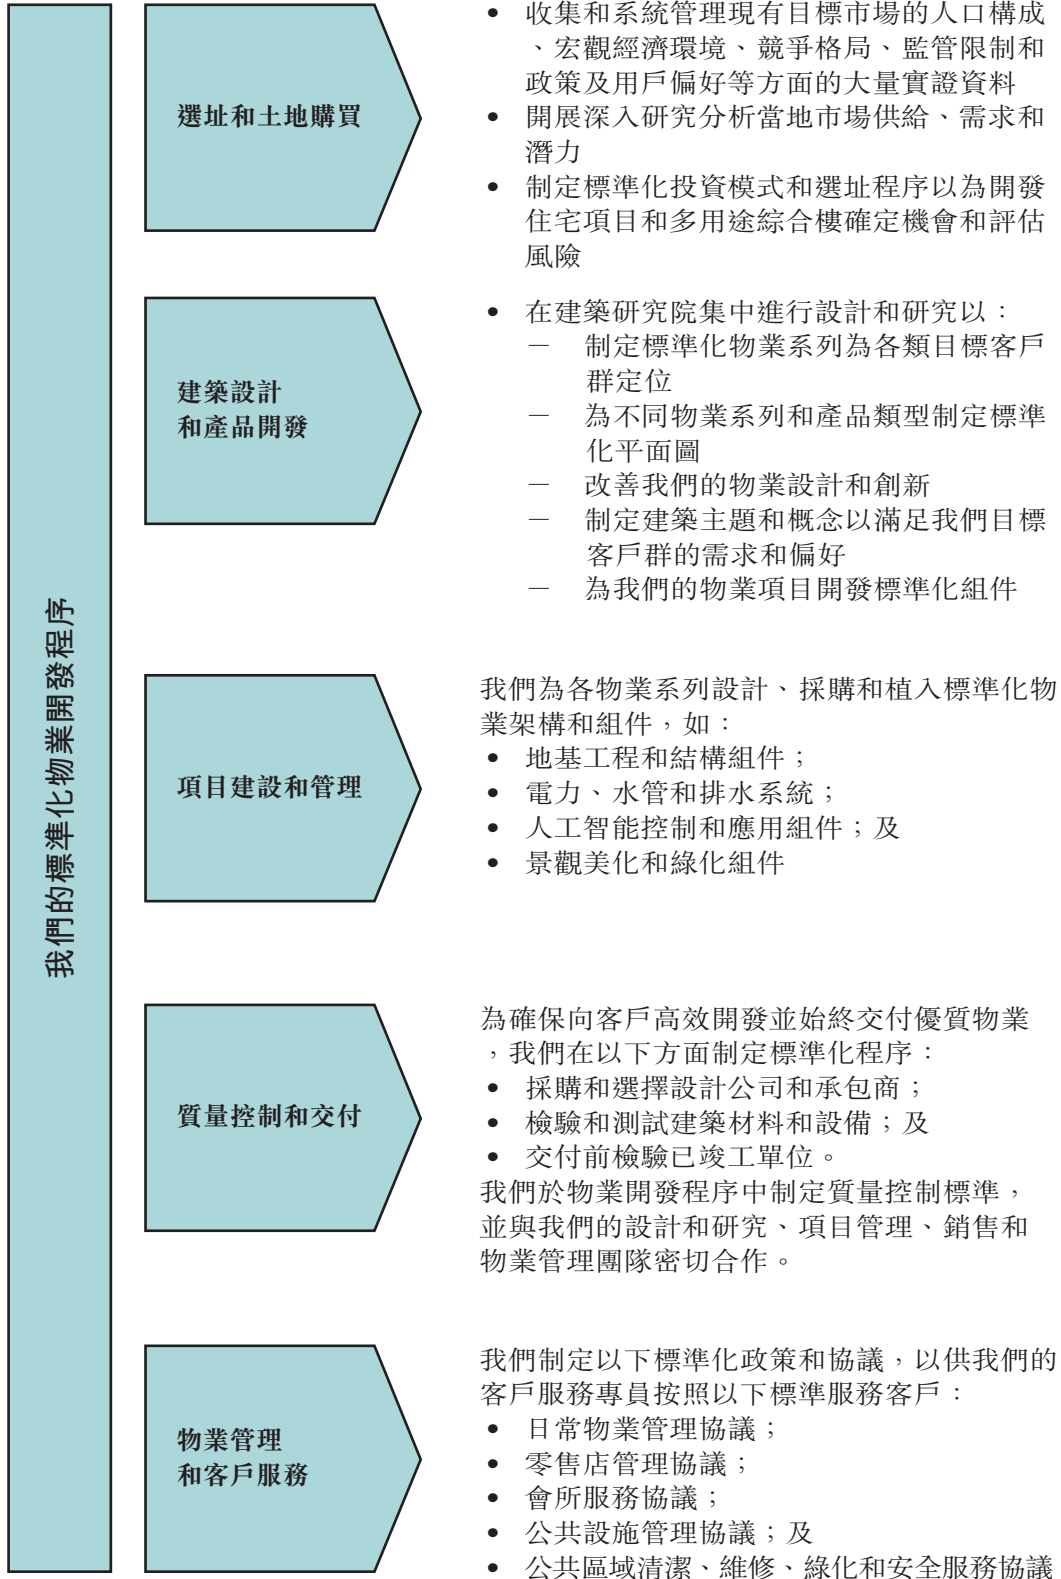 我們的標準化物業開發程序
選址和土地購買
• 收集和系統管理現有目標市場的人口構成
、宏觀經濟環境、競爭格局、監管限制和
政策及用戶偏好等方面的大量實證資料
• 開展深入研究分析當地市場供給、需求和
潛力
• 制定標準化投資模式和選址程序以為開發
住宅項目和多用途綜合樓確定機會和評估
風險
建築設計
和產品開發
• 在建築研究院集中進行設計和研究以：
— 制定標準化物業系列為各類目標客戶
群定位
— 為不同物業系列和產品類型制定標準
化平面圖
— 改善我們的物業設計和創新
— 制定建築主題和概念以滿足我們目標
客戶群的需求和偏好
— 為我們的物業項目開發標準化組件
項目建設和管理
我們為各物業系列設計、採購和植入標準化物
業架構和組件，如：
• 地基工程和結構組件；
• 電力、水管和排水系統；
• 人工智能控制和應用組件；及
• 景觀美化和綠化組件
質量控制和交付
為確保向客戶高效開發並始終交付優質物業
，我們在以下方面制定標準化程序：
• 採購和選擇設計公司和承包商；
• 檢驗和測試建築材料和設備；及
• 交付前檢驗已竣工單位。
我們於物業開發程序中制定質量控制標準，
並與我們的設計和研究、項目管理、銷售和
物業管理團隊密切合作。
物業管理
和客戶服務
我們制定以下標準化政策和協議，以供我們的
客戶服務專員按照以下標準服務客戶：
• 日常物業管理協議；
• 零售店管理協議；
• 會所服務協議；
• 公共設施管理協議；及
• 公共區域清潔、維修、綠化和安全服務協議